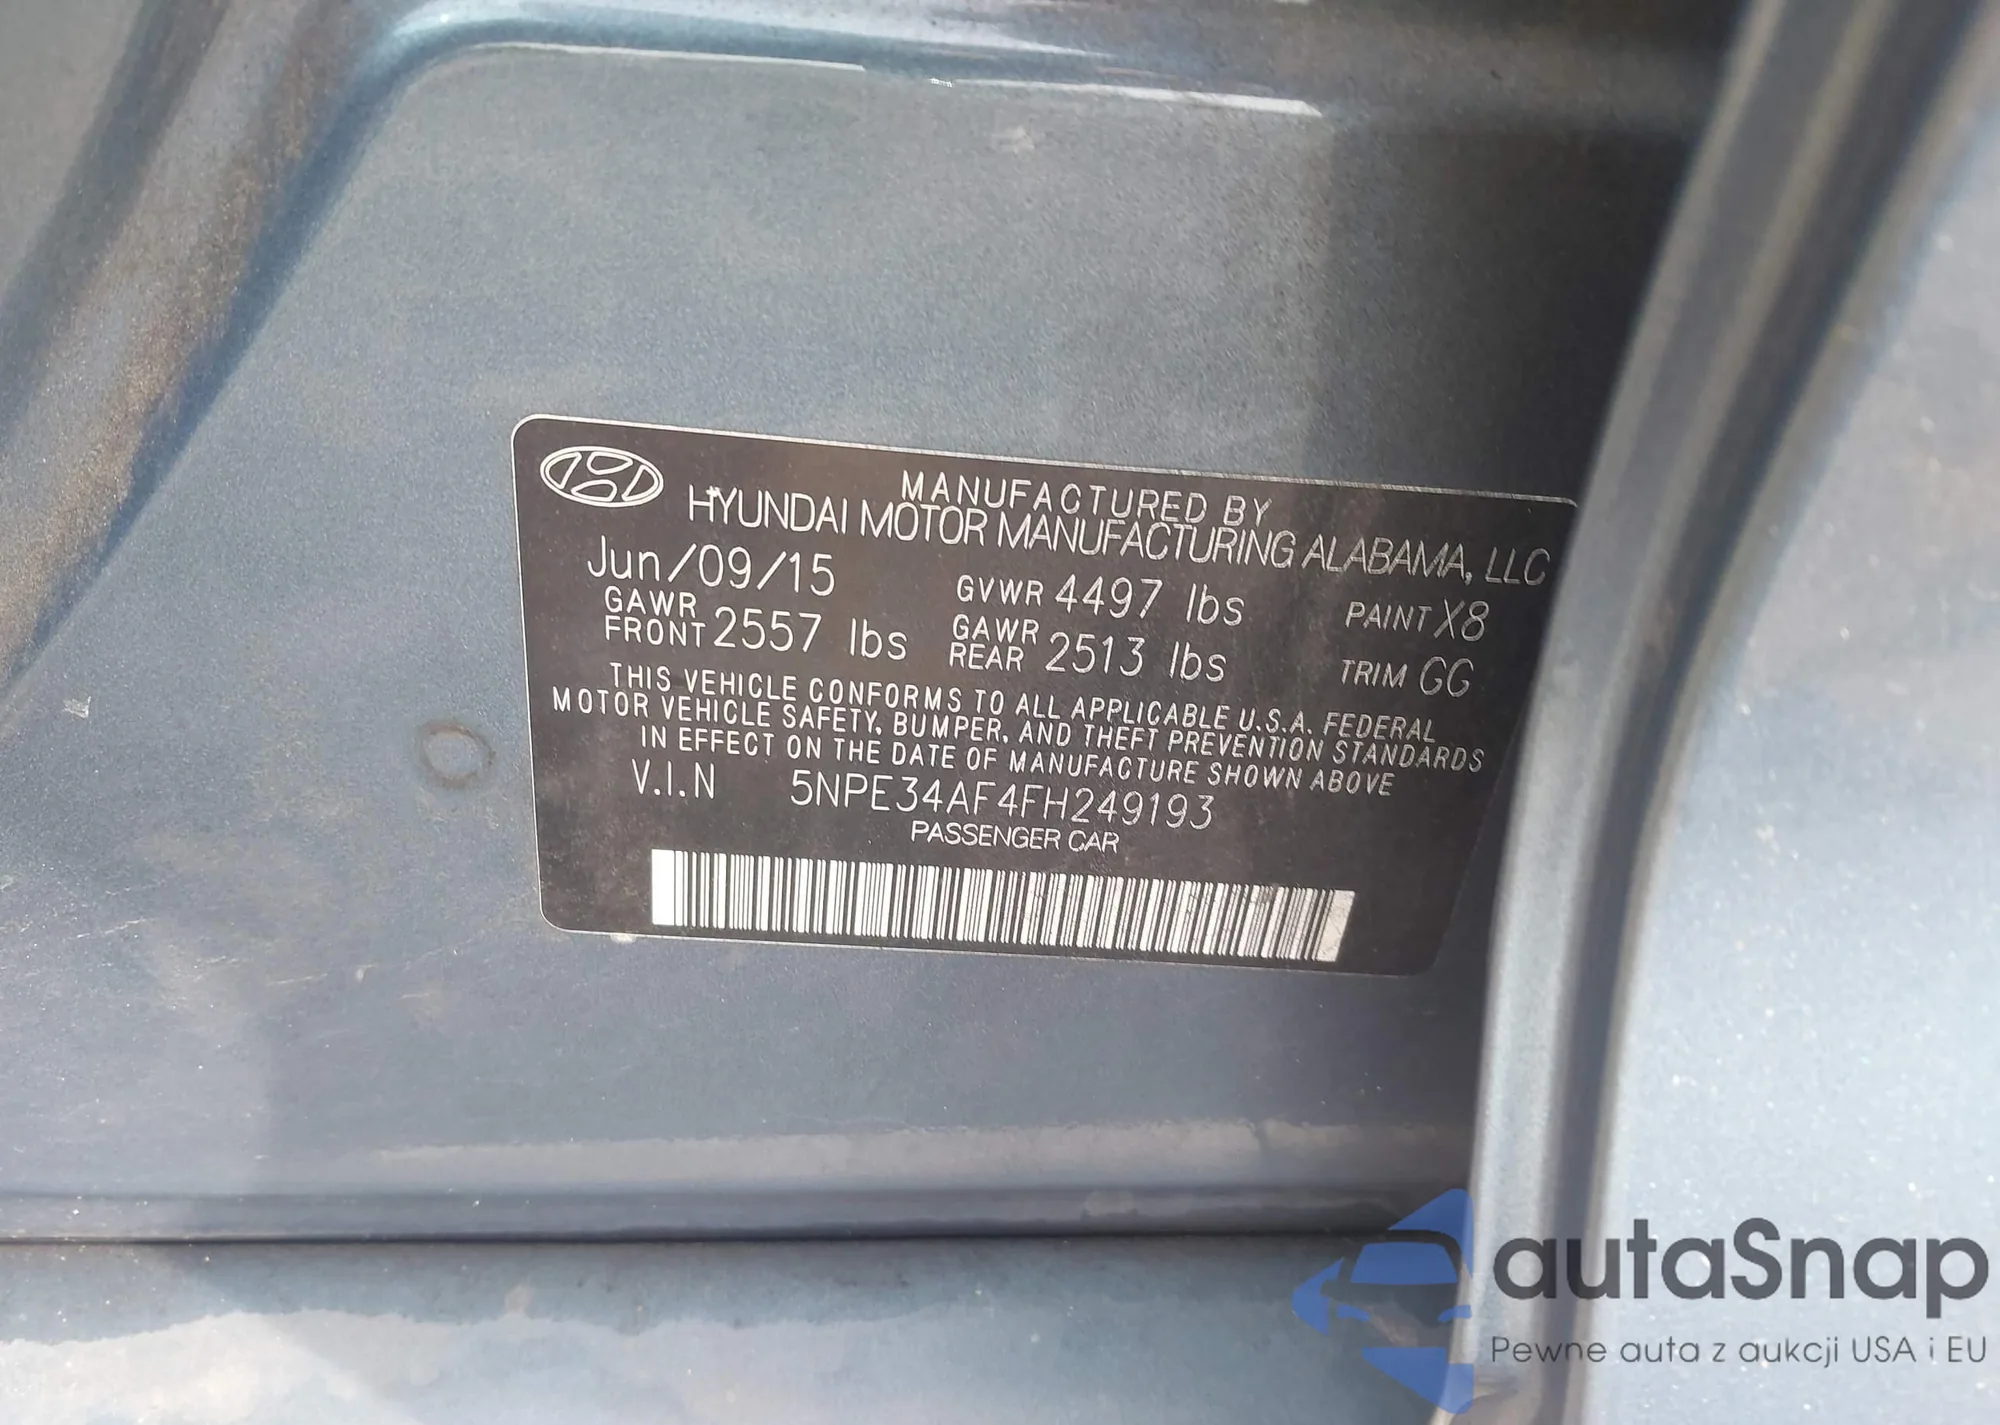 MANUFACTURED BY
HYUNDAI MOTOR MANUFACTURING ALABAMA, LLC
Jun/09/15 GVWR 4497 lbs PAINT X8
GAWR FRONT 2557 lbs GAWR REAR 2513 lbs TRIM GG
THIS VEHICLE CONFORMS TO ALL APPLICABLE U.S.A. FEDERAL
MOTOR VEHICLE SAFETY, BUMPER, AND THEFT PREVENTION STANDARDS
IN EFFECT ON THE DATE OF MANUFACTURE SHOWN ABOVE
V.I.N 5NPE34AF4FH249193
PASSENGER CAR
autaSnap
Pewne auta z aukcji USA i EU